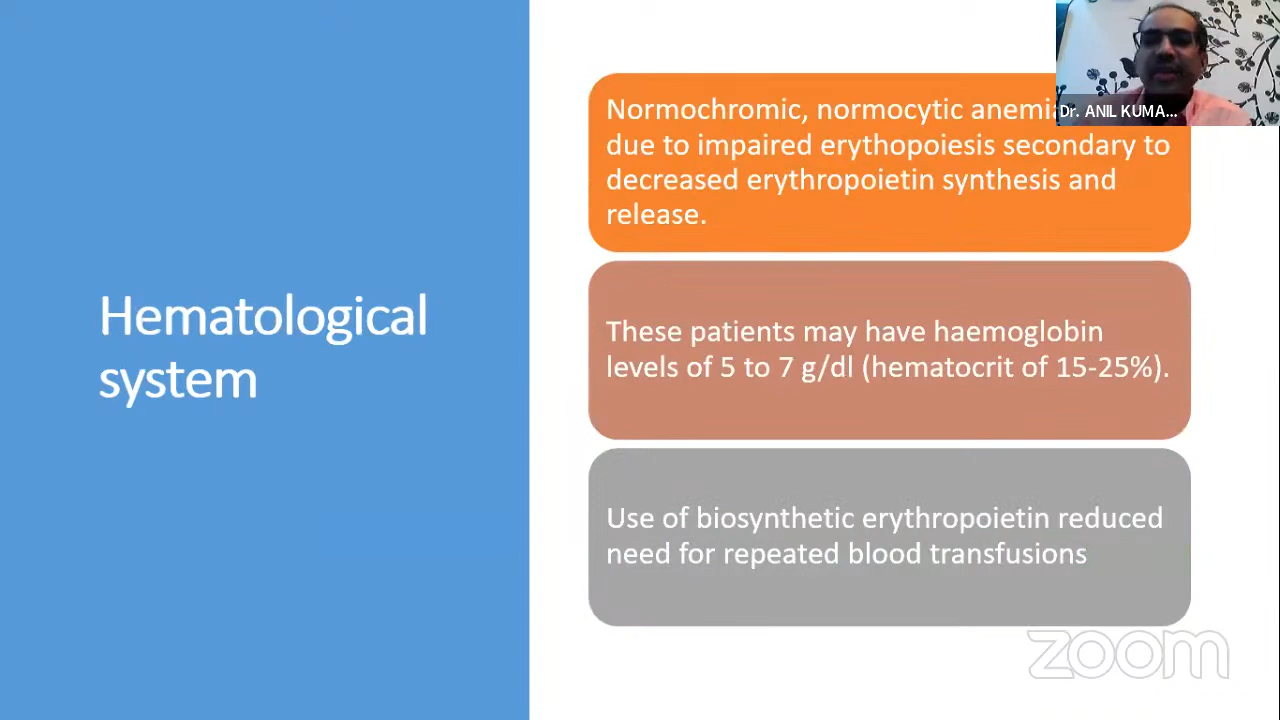 Hematological
system
Normochromic, normocytic anemia
due to impaired erythopoiesis secondary to
decreased erythropoietin synthesis and
release.
These patients may have haemoglobin
levels of 5 to 7 g/dl (hematocrit of 15-25%).
Use of biosynthetic erythropoietin reduced
need for repeated blood transfusions
Dr. ANIL KUMA...
zoom